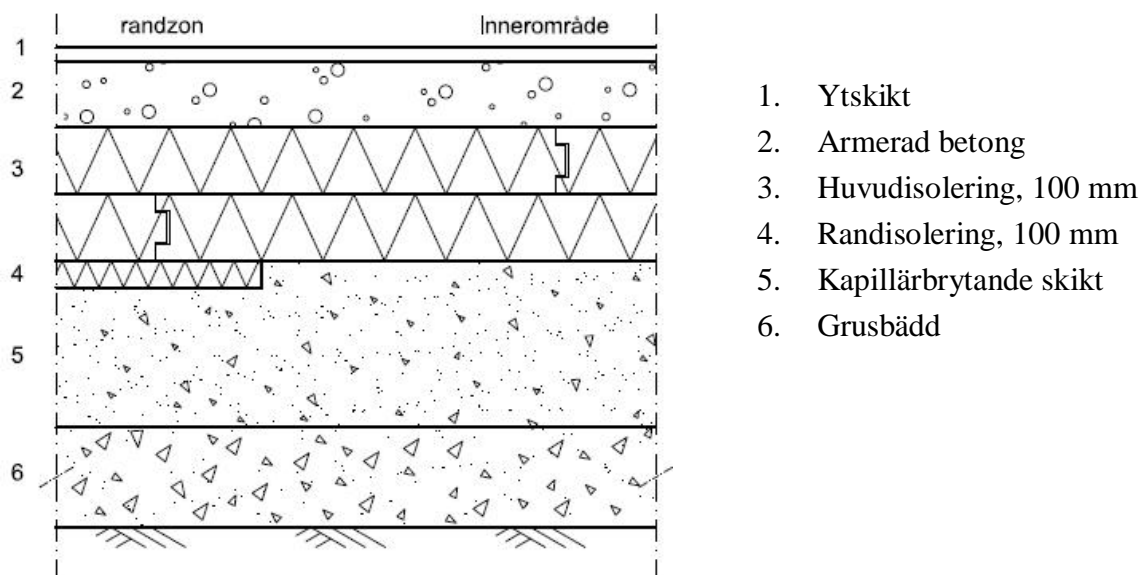 randzon
Innerområde
1
2
3
4
5
6
1. Ytskikt
2. Armerad betong
3. Huvudisolering, 100 mm
4. Randisolering, 100 mm
5. Kapillärbrytande skikt
6. Grusbädd